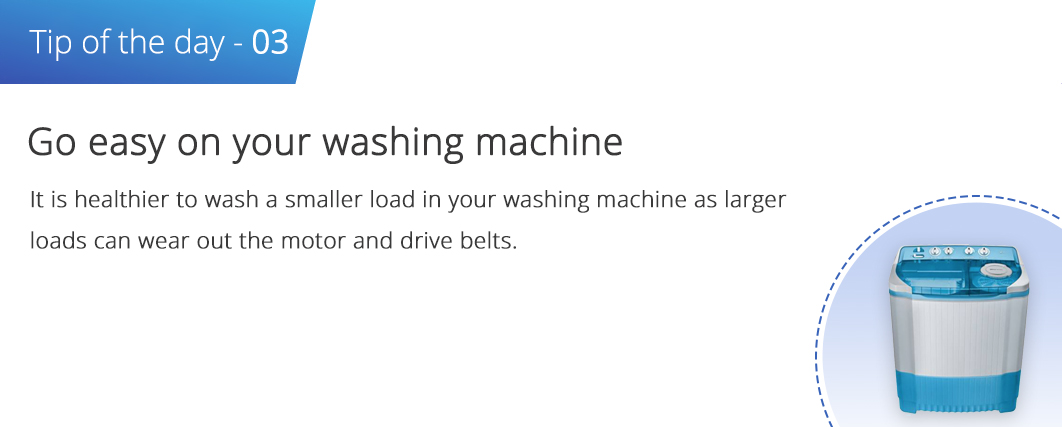 Tip of the day - 03
Go easy on your washing machine
It is healthier to wash a smaller load in your washing machine as larger
loads can wear out the motor and drive belts.